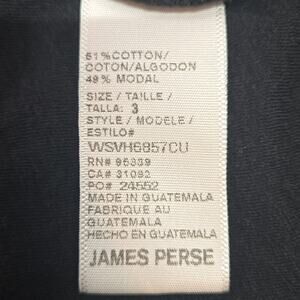 51%COTTON/
COTON/ALGODON
49% MODAL
SIZE / TAILLE /
TALLA: 3
STYLE / MODELE /
ESTILO#
WSVH6857CU
RN# 96339
CA# 31092
PO# 24552
MADE IN GUATEMALA
FABRIQUE AU
GUATEMALA
HECHO EN GUATEMALA
JAMES PERSE